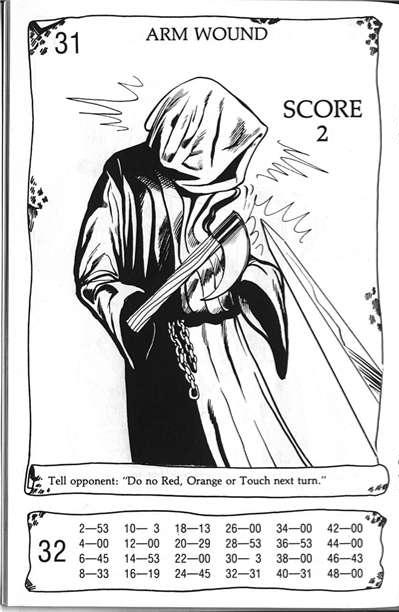 31
ARM WOUND
SCORE
2
Tell opponent: "Do no Red, Orange or Touch next turn."
32
2—53 10— 3 18—13 26—00 34—00 42—00
4—00 12—00 20—29 28—53 36—53 44—00
6—45 14—53 22—00 30— 3 38—00 46—43
8—33 16—19 24—45 32—31 40—31 48—00